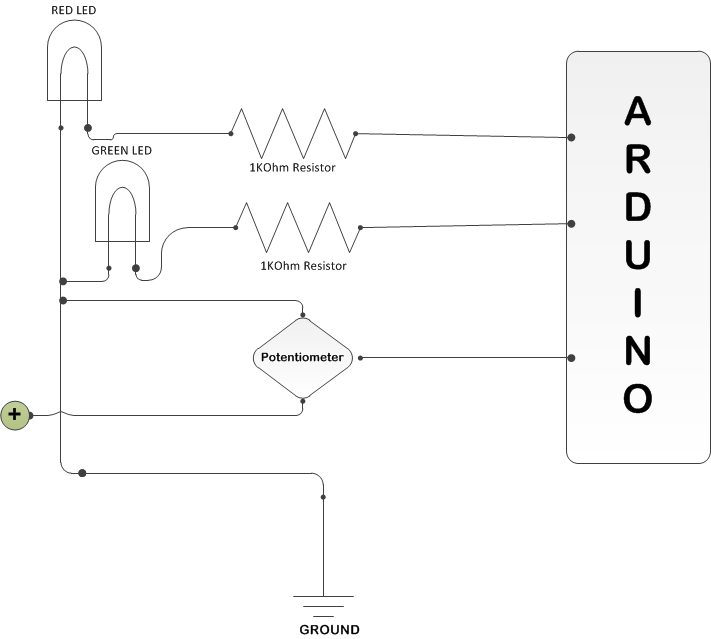 RED LED
GREEN LED
1KOhm Resistor
1KOhm Resistor
Potentiometer
+
ARDUINO
GROUND